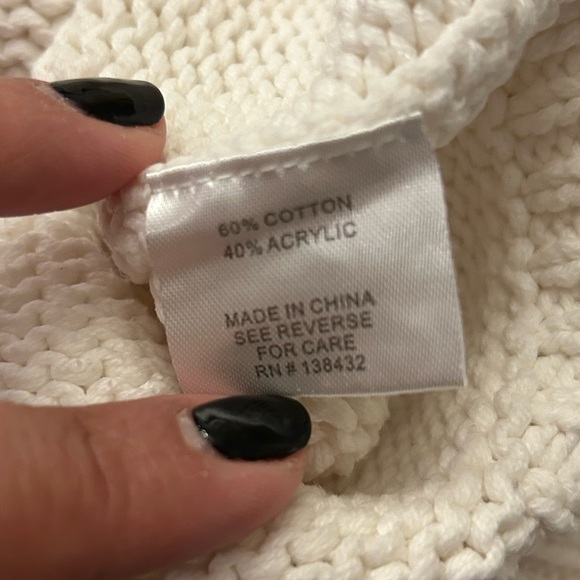 60% COTTON
40% ACRYLIC
MADE IN CHINA
SEE REVERSE
FOR CARE
RN # 138432